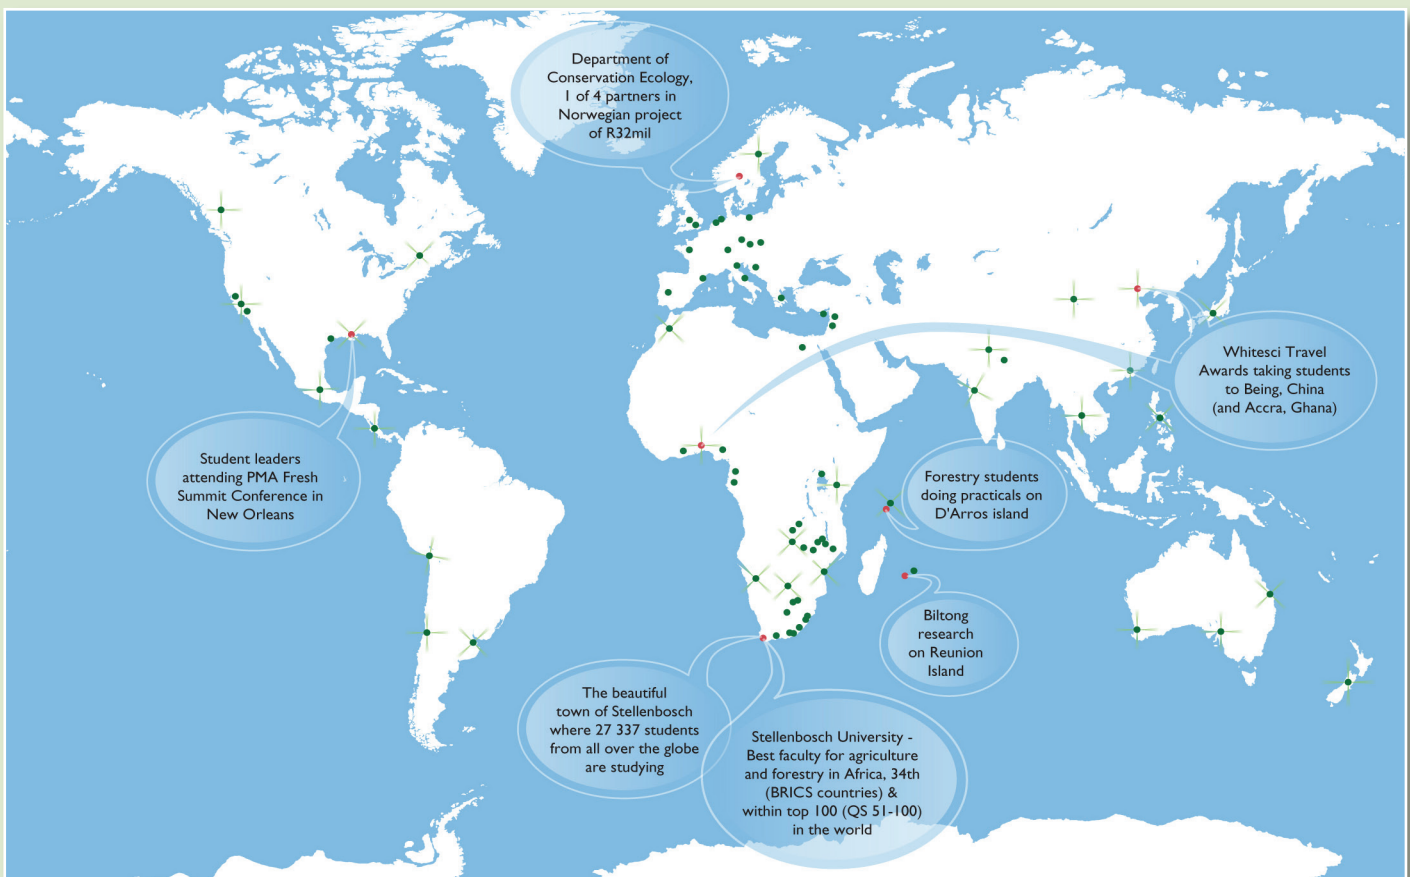 Department of
Conservation Ecology,
1 of 4 partners in
Norwegian project
of R32mil
Whitesci Travel
Awards taking students
to Being, China
(and Accra, Ghana)
Student leaders
attending PMA Fresh
Summit Conference in
New Orleans
Forestry students
doing practicals on
D'Arros island
Biltong
research
on Reunion
Island
The beautiful
town of Stellenbosch
where 27 337 students
from all over the globe
are studying
Stellenbosch University -
Best faculty for agriculture
and forestry in Africa, 34th
(BRICS countries) &
within top 100 (QS 51-100)
in the world